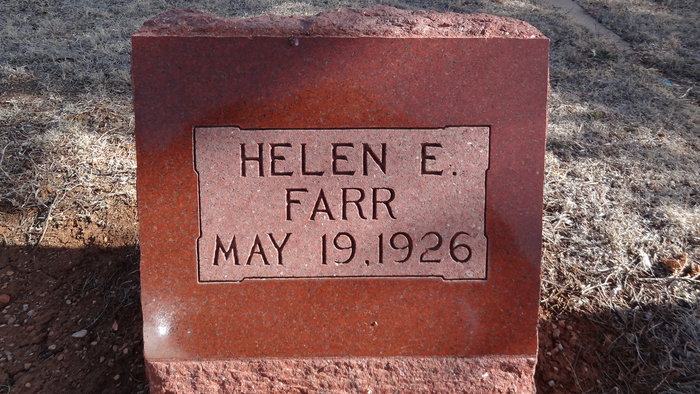 HELEN E.
FARR
MAY 19, 1926